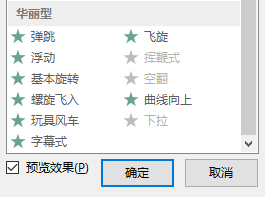 华丽型
弹跳 飞旋
浮动 挥鞭式
基本旋转 空翻
螺旋飞入 曲线向上
玩具风车 下拉
字幕式
预览效果(P) 确定 取消